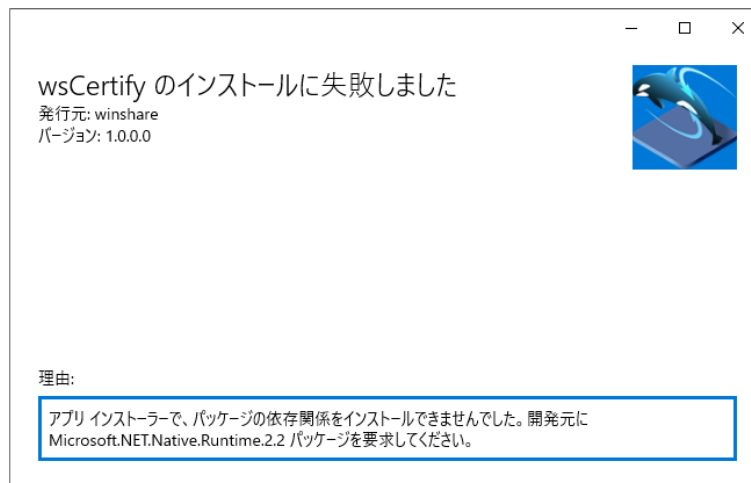 wsCertify のインストールに失敗しました
発行元: winshare
バージョン: 1.0.0.0
理由:
アプリ インストーラーで、パッケージの依存関係をインストールできませんでした。開発元に
Microsoft.NET.Native.Runtime.2.2 パッケージを要求してください。